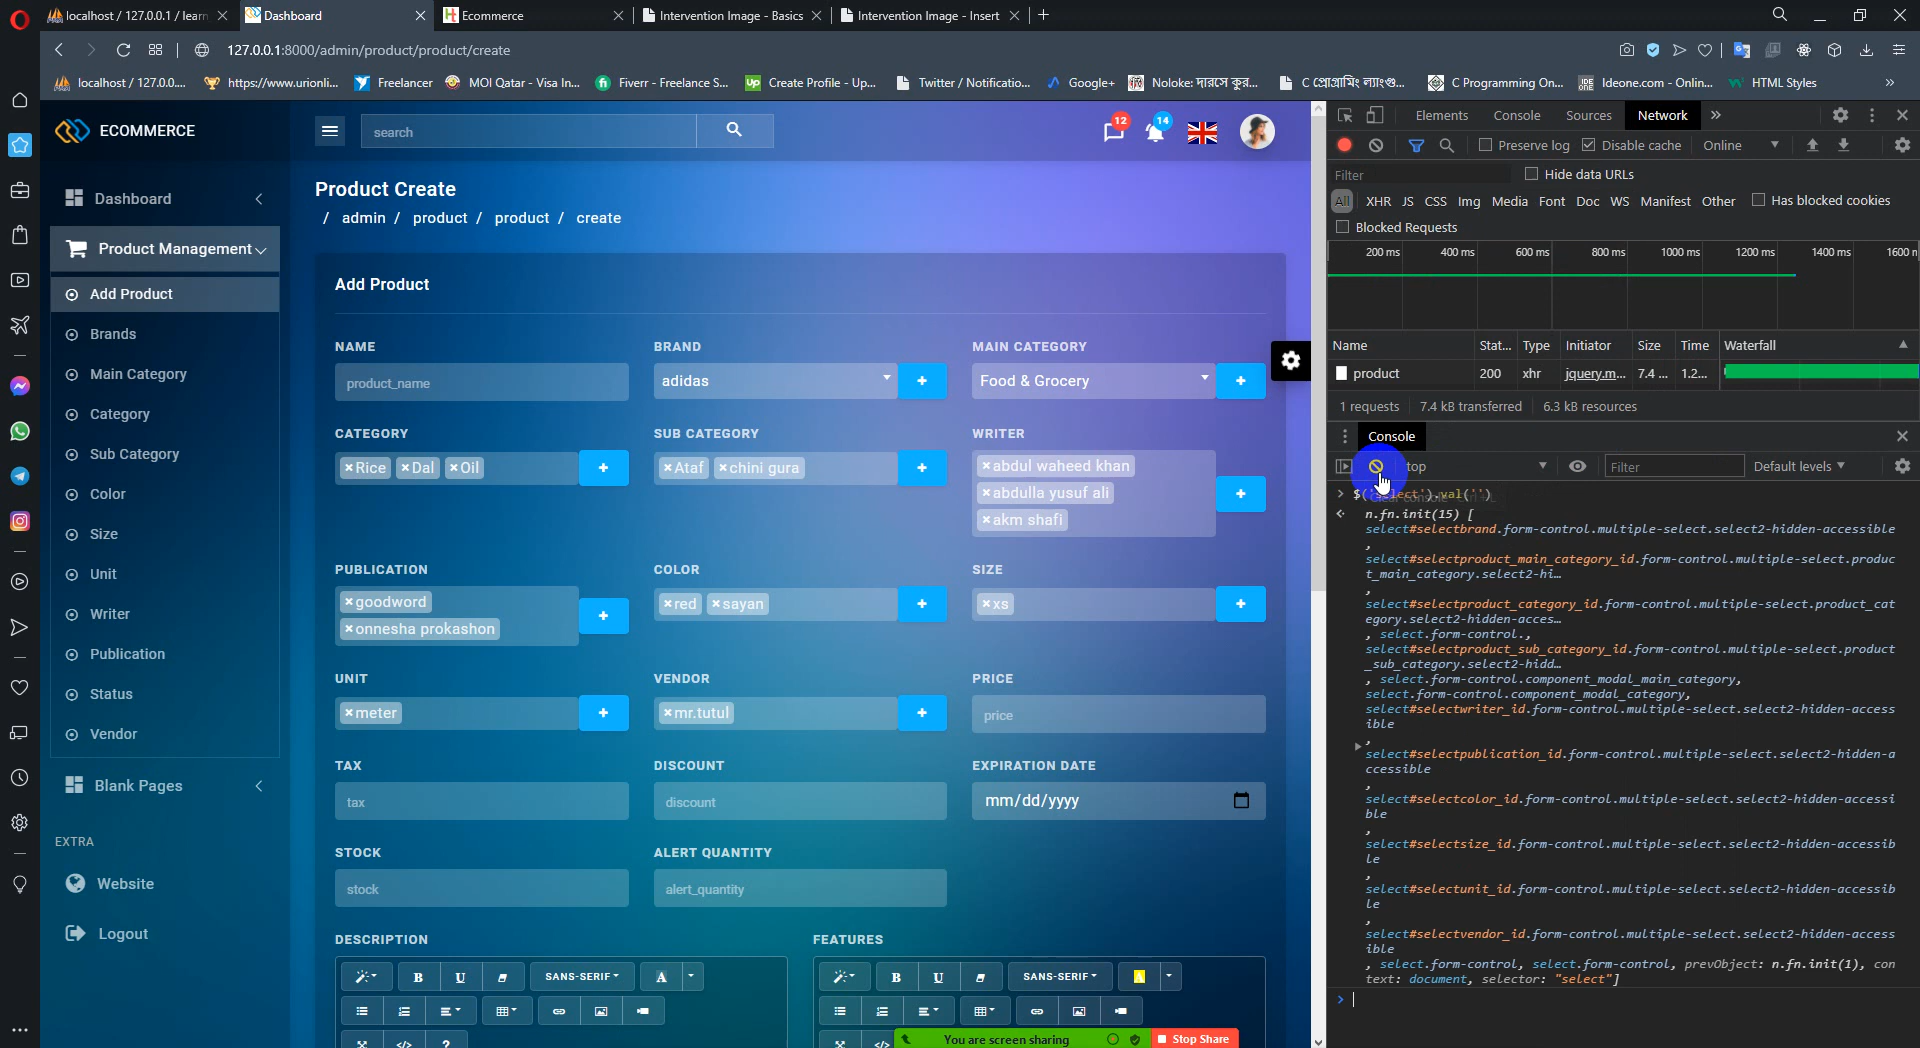 localhost / 127.0.0.1 / learn
Dashboard
Ecommerce
Intervention Image - Basics
Intervention Image - Insert
127.0.0.1:8000/admin/product/product/create
localhost / 127.0.0....
https://www.urionli...
Freelancer
MOI Qatar - Visa In...
Fiverr - Freelance S...
Create Profile - Up...
Twitter / Notificatio...
Google+
Noloke: দারসে কুর...
C প্রোগ্রামিং ল্যাংগু...
C Programming On...
Ideone.com - Onlin...
HTML Styles
ECOMMERCE
search
12
14
Dashboard
Product Management
Add Product
Brands
Main Category
Category
Sub Category
Color
Size
Unit
Writer
Publication
Status
Vendor
Blank Pages
EXTRA
Website
Logout
Product Create
/ admin / product / product / create
Add Product
NAME
product_name
BRAND
adidas
MAIN CATEGORY
Food & Grocery
CATEGORY
×Rice ×Dal ×Oil
SUB CATEGORY
×Ataf ×chini gura
WRITER
×abdul waheed khan
×abdulla yusuf ali
×akm shafi
PUBLICATION
×goodword
×onnesha prokashon
COLOR
×red ×sayan
SIZE
×xs
UNIT
×meter
VENDOR
×mr.tutul
PRICE
price
TAX
tax
DISCOUNT
discount
EXPIRATION DATE
mm/dd/yyyy
STOCK
stock
ALERT QUANTITY
alert_quantity
DESCRIPTION
B U SANS-SERIF A
</> ?
FEATURES
B U SANS-SERIF A
</>
You are screen sharing
Stop Share
Elements Console Sources Network
Preserve log Disable cache Online
Filter Hide data URLs
All XHR JS CSS Img Media Font Doc WS Manifest Other Has blocked cookies
Blocked Requests
200 ms 400 ms 600 ms 800 ms 1000 ms 1200 ms 1400 ms 1600 n
Name Stat... Type Initiator Size Time Waterfall
product 200 xhr jquery.m... 7.4 ... 1.2...
1 requests 7.4 kB transferred 6.3 kB resources
Console
top Filter Default levels
n.fn.init(15) [
select#selectbrand.form-control.multiple-select.select2-hidden-accessible
,
select#selectproduct_main_category_id.form-control.multiple-select.produc
t_main_category.select2-hi…
,
select#selectproduct_category_id.form-control.multiple-select.product_cat
egory.select2-hidden-acces…
, select.form-control.,
select#selectproduct_sub_category_id.form-control.multiple-select.product
_sub_category.select2-hidd…
, select.form-control.component_modal_main_category,
select.form-control.component_modal_category,
select#selectwriter_id.form-control.multiple-select.select2-hidden-access
ible
,
select#selectpublication_id.form-control.multiple-select.select2-hidden-a
ccessible
,
select#selectcolor_id.form-control.multiple-select.select2-hidden-accessi
ble
,
select#selectsize_id.form-control.multiple-select.select2-hidden-accessib
le
,
select#selectunit_id.form-control.multiple-select.select2-hidden-accessib
le
,
select#selectvendor_id.form-control.multiple-select.select2-hidden-access
ible
, select.form-control, select.form-control, prevObject: n.fn.init(1), con
text: document, selector: "select"]